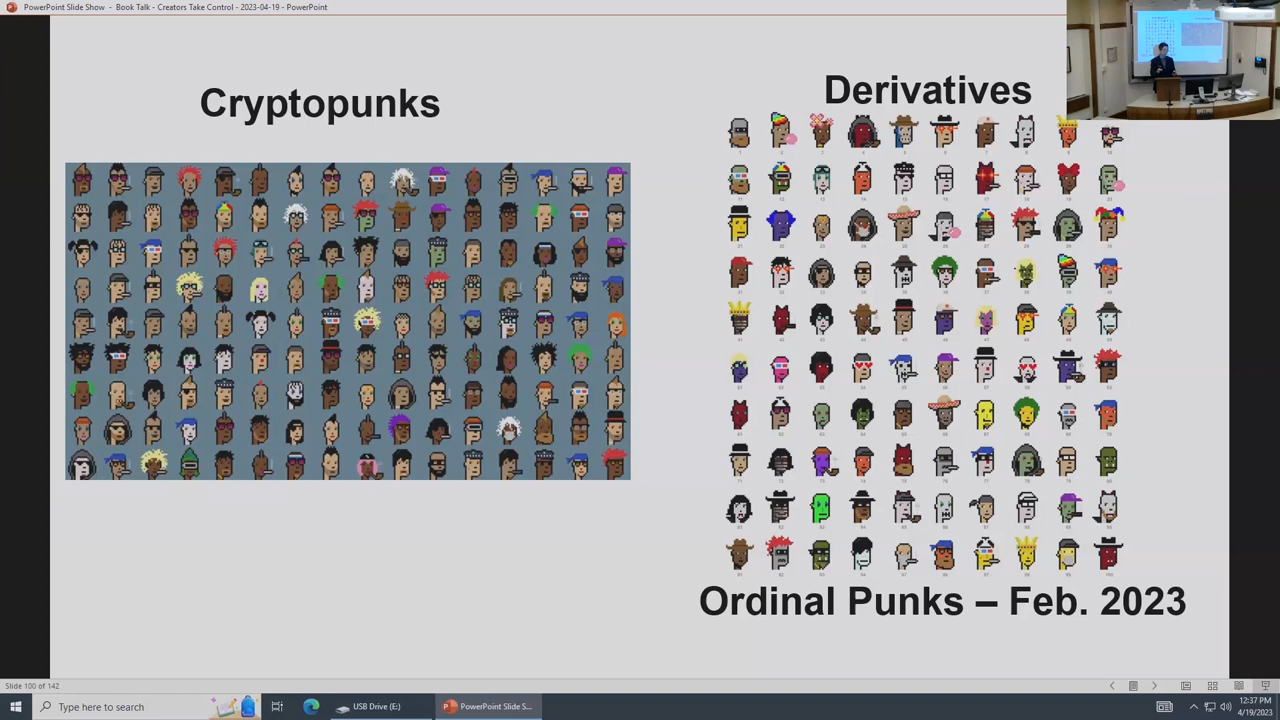 PowerPoint Slide Show - Book Talk - Creators Take Control - 2023-04-19 - PowerPoint
Cryptopunks
Derivatives
Ordinal Punks – Feb. 2023
Slide 100 of 142
Type here to search
USB Drive (E:)
PowerPoint Slide S...
12:37 PM
4/19/2023